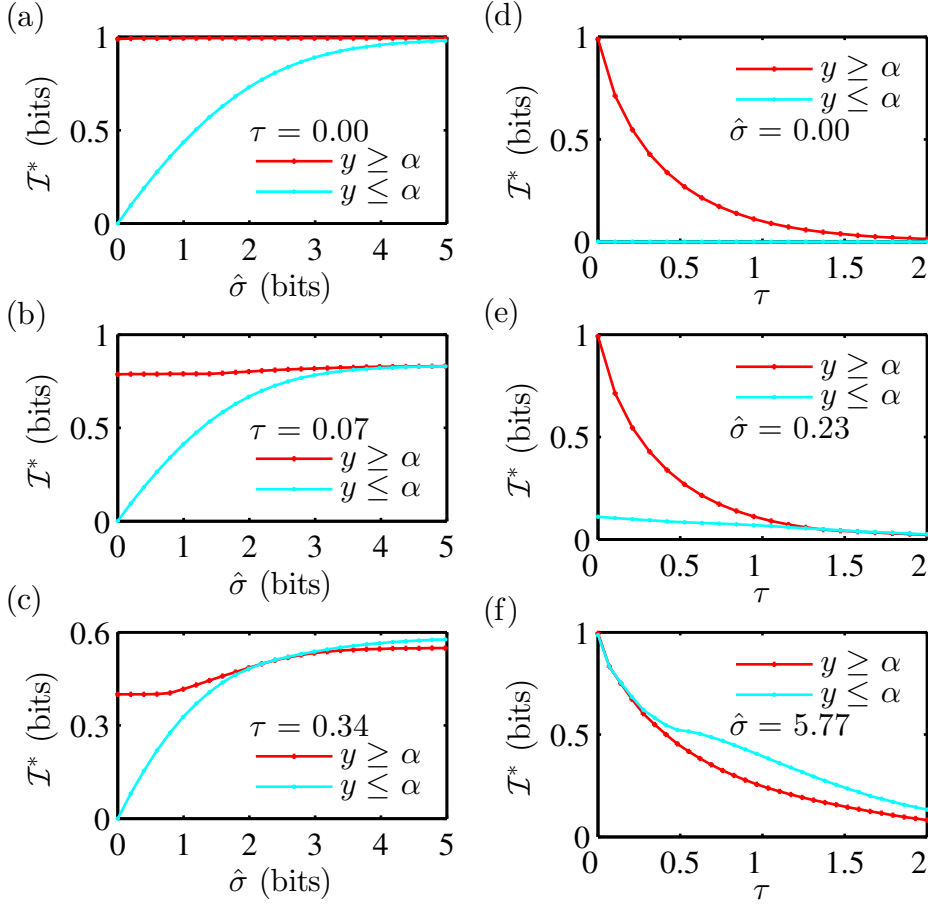 (a)
1
0.5
0
I* (bits)
τ = 0.00
y ≥ α
y ≤ α
0 1 2 3 4 5
σ̂ (bits)
(b)
1
0.5
0
I* (bits)
τ = 0.07
y ≥ α
y ≤ α
0 1 2 3 4 5
σ̂ (bits)
(c)
0.6
0.3
0
I* (bits)
τ = 0.34
y ≥ α
y ≤ α
0 1 2 3 4 5
σ̂ (bits)
(d)
1
0.5
0
I* (bits)
y ≥ α
y ≤ α
σ̂ = 0.00
0 0.5 1 1.5 2
τ
(e)
1
0.5
0
I* (bits)
y ≥ α
y ≤ α
σ̂ = 0.23
0 0.5 1 1.5 2
τ
(f)
1
0.5
0
I* (bits)
y ≥ α
y ≤ α
σ̂ = 5.77
0 0.5 1 1.5 2
τ